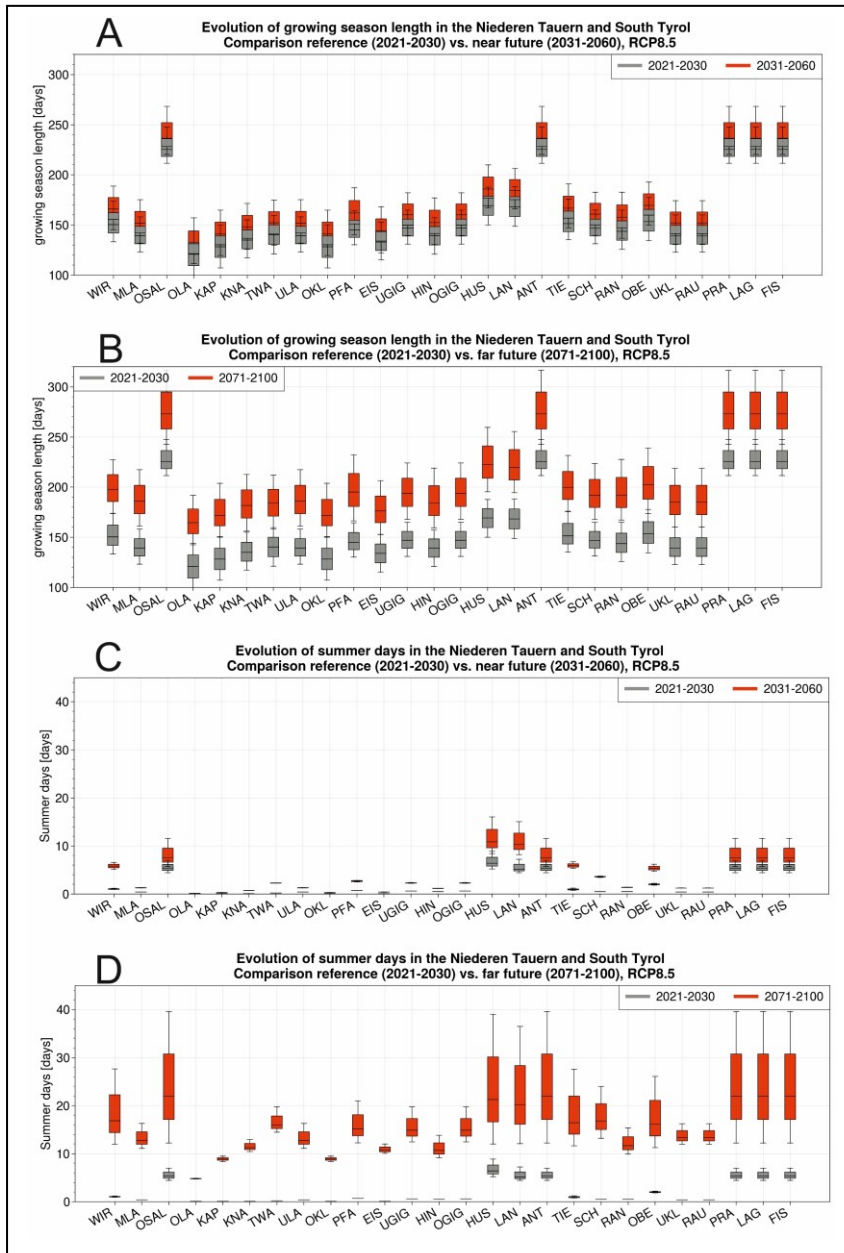 A
Evolution of growing season length in the Niederen Tauern and South Tyrol
Comparison reference (2021-2030) vs. near future (2031-2060), RCP8.5
2021-2030 2031-2060
growing season length [days]
300
250
200
150
100
WIR MLA OSAL OLA KAP KNA TWA ULA OKL PFA EIS UGIG HIN OGIG HUS LAN ANT TIE SCH RAN OBE UKL RAU PRA LAG FIS
B
Evolution of growing season length in the Niederen Tauern and South Tyrol
Comparison reference (2021-2030) vs. far future (2071-2100), RCP8.5
2021-2030 2071-2100
growing season length [days]
300
250
200
150
100
WIR MLA OSAL OLA KAP KNA TWA ULA OKL PFA EIS UGIG HIN OGIG HUS LAN ANT TIE SCH RAN OBE UKL RAU PRA LAG FIS
C
Evolution of summer days in the Niederen Tauern and South Tyrol
Comparison reference (2021-2030) vs. near future (2031-2060), RCP8.5
2021-2030 2031-2060
Summer days [days]
40
30
20
10
0
WIR MLA OSAL OLA KAP KNA TWA ULA OKL PFA EIS UGIG HIN OGIG HUS LAN ANT TIE SCH RAN OBE UKL RAU PRA LAG FIS
D
Evolution of summer days in the Niederen Tauern and South Tyrol
Comparison reference (2021-2030) vs. far future (2071-2100), RCP8.5
2021-2030 2071-2100
Summer days [days]
40
30
20
10
0
WIR MLA OSAL OLA KAP KNA TWA ULA OKL PFA EIS UGIG HIN OGIG HUS LAN ANT TIE SCH RAN OBE UKL RAU PRA LAG FIS